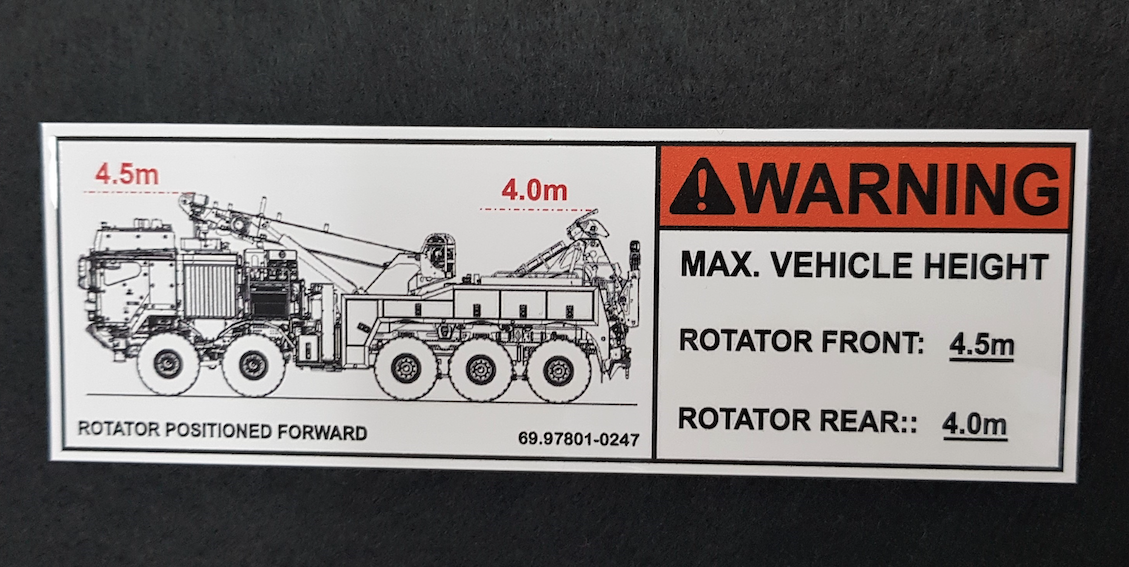 4.5m
4.0m
ROTATOR POSITIONED FORWARD
69.97801-0247
WARNING
MAX. VEHICLE HEIGHT
ROTATOR FRONT: 4.5m
ROTATOR REAR:: 4.0m